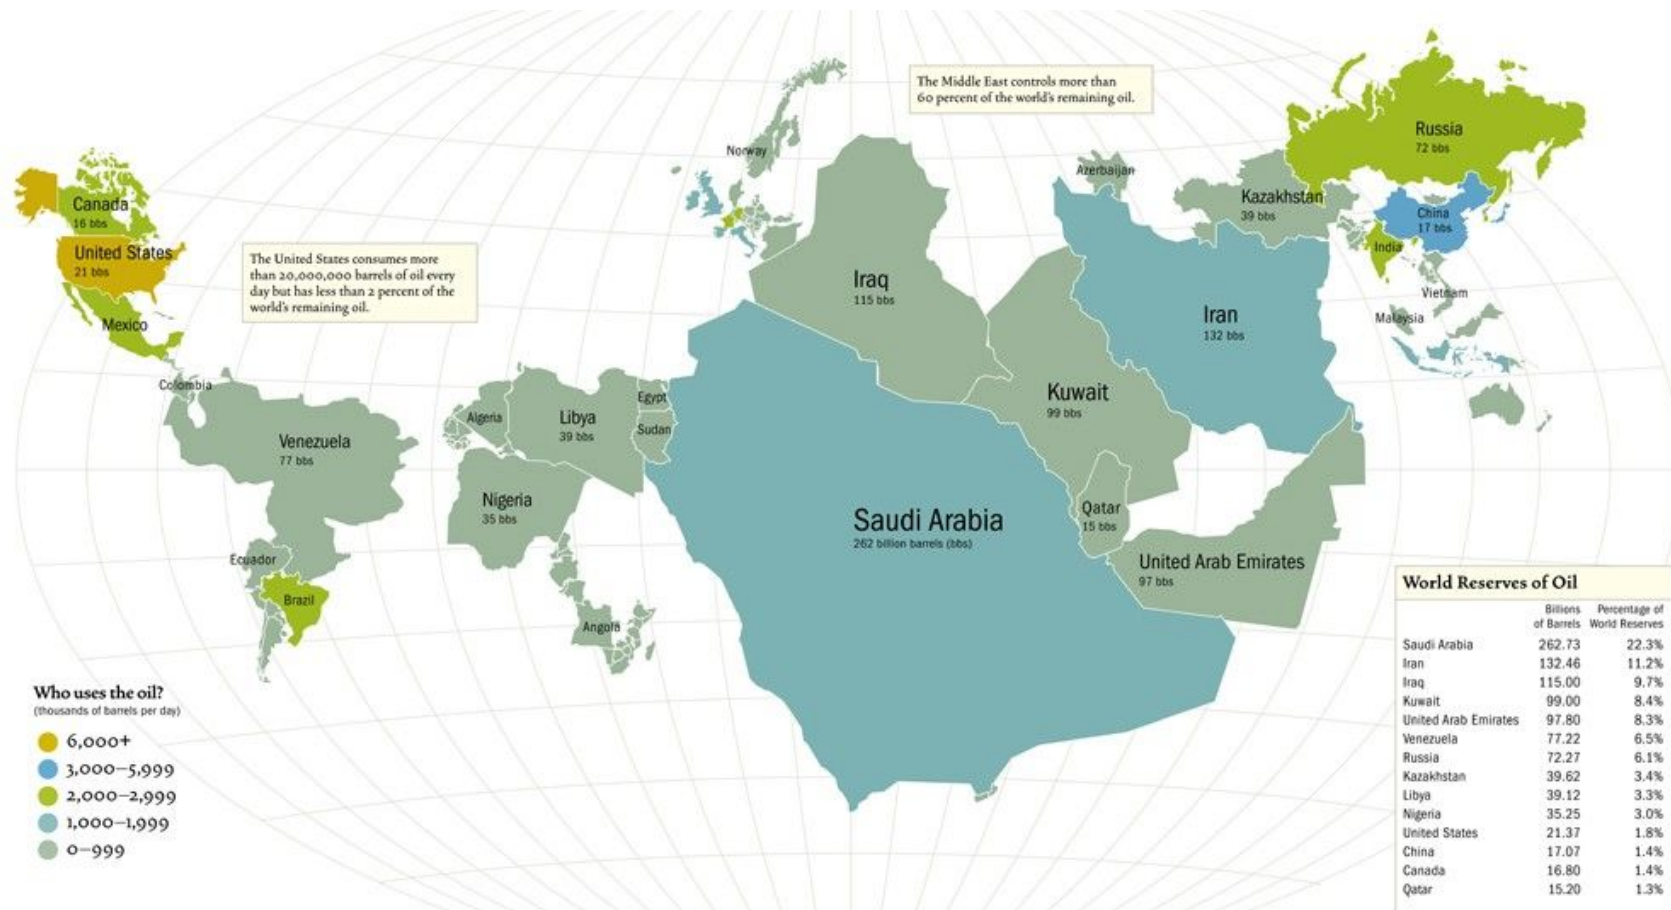 The Middle East controls more than
60 percent of the world's remaining oil.
Russia
72 bbs
Norway
Azerbaijan
Kazakhstan
39 bbs
China
17 bbs
India
Vietnam
Malaysia
Canada
16 bbs
United States
21 bbs
Mexico
The United States consumes more
than 20,000,000 barrels of oil every
day but has less than 2 percent of the
world's remaining oil.
Iraq
115 bbs
Iran
132 bbs
Kuwait
99 bbs
Colombia
Venezuela
77 bbs
Algeria
Libya
39 bbs
Egypt
Sudan
Nigeria
35 bbs
Saudi Arabia
262 billion barrels (bbs)
Qatar
15 bbs
United Arab Emirates
97 bbs
Ecuador
Brazil
Angola
Who uses the oil?
(thousands of barrels per day)
6,000+
3,000–5,999
2,000–2,999
1,000–1,999
0–999
World Reserves of Oil
Billions Percentage of
of Barrels World Reserves
Saudi Arabia 262.73 22.3%
Iran 132.46 11.2%
Iraq 115.00 9.7%
Kuwait 99.00 8.4%
United Arab Emirates 97.80 8.3%
Venezuela 77.22 6.5%
Russia 72.27 6.1%
Kazakhstan 39.62 3.4%
Libya 39.12 3.3%
Nigeria 35.25 3.0%
United States 21.37 1.8%
China 17.07 1.4%
Canada 16.80 1.4%
Qatar 15.20 1.3%